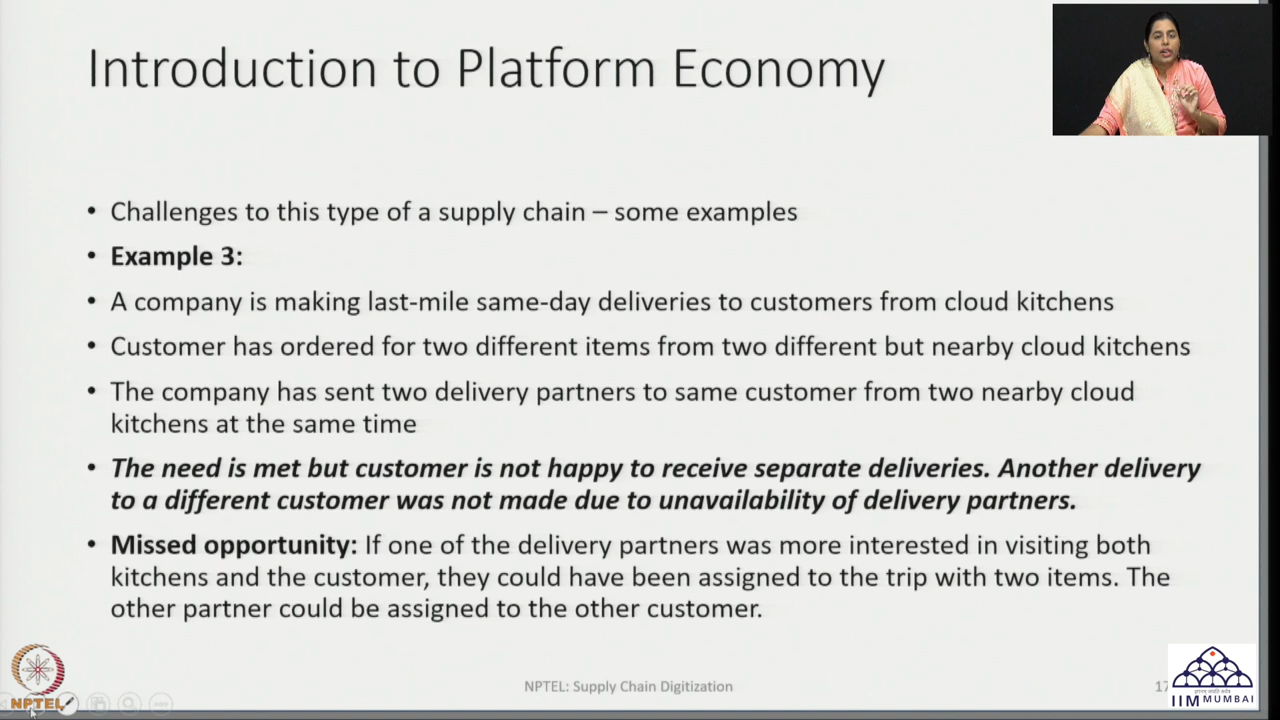 Introduction to Platform Economy
• Challenges to this type of a supply chain – some examples
• Example 3:
• A company is making last-mile same-day deliveries to customers from cloud kitchens
• Customer has ordered for two different items from two different but nearby cloud kitchens
• The company has sent two delivery partners to same customer from two nearby cloud
kitchens at the same time
• The need is met but customer is not happy to receive separate deliveries. Another delivery
to a different customer was not made due to unavailability of delivery partners.
• Missed opportunity: If one of the delivery partners was more interested in visiting both
kitchens and the customer, they could have been assigned to the trip with two items. The
other partner could be assigned to the other customer.
NPTEL
NPTEL: Supply Chain Digitization
17
IIM MUMBAI